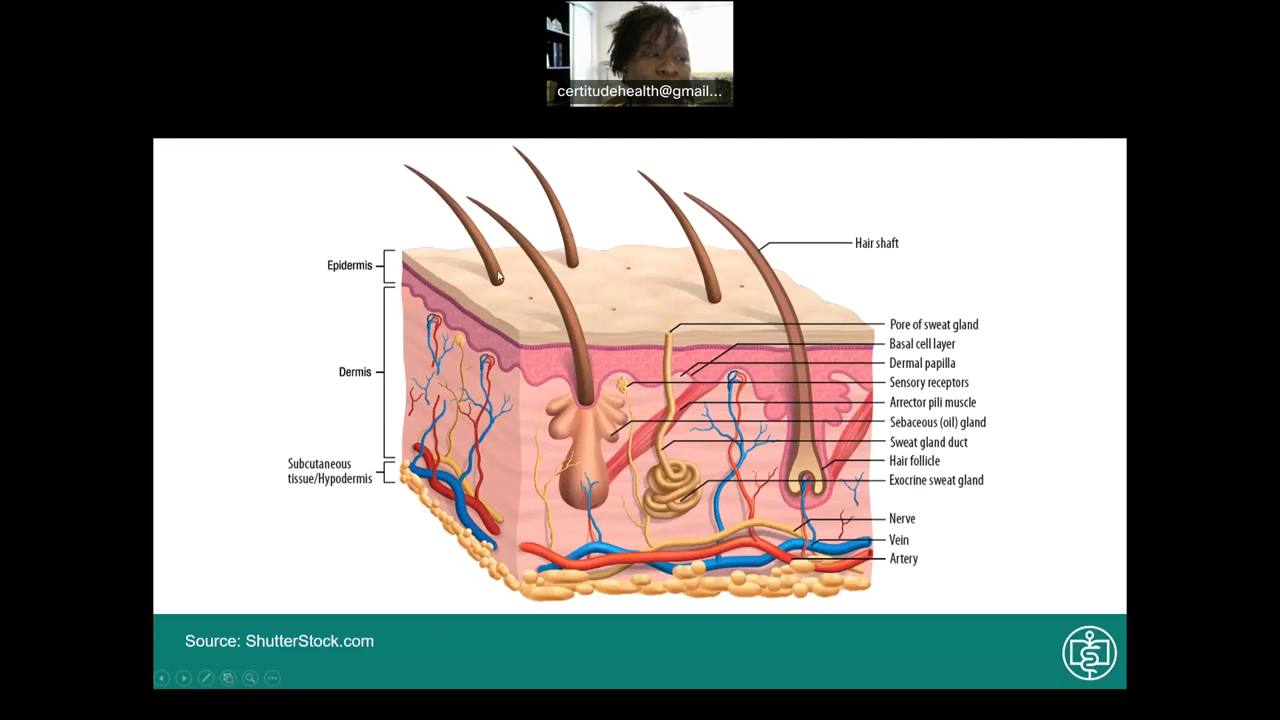 certitudehealth@gmail...
Epidermis
Dermis
Subcutaneous
tissue/Hypodermis
Hair shaft
Pore of sweat gland
Basal cell layer
Dermal papilla
Sensory receptors
Arrector pili muscle
Sebaceous (oil) gland
Sweat gland duct
Hair follicle
Exocrine sweat gland
Nerve
Vein
Artery
Source: ShutterStock.com